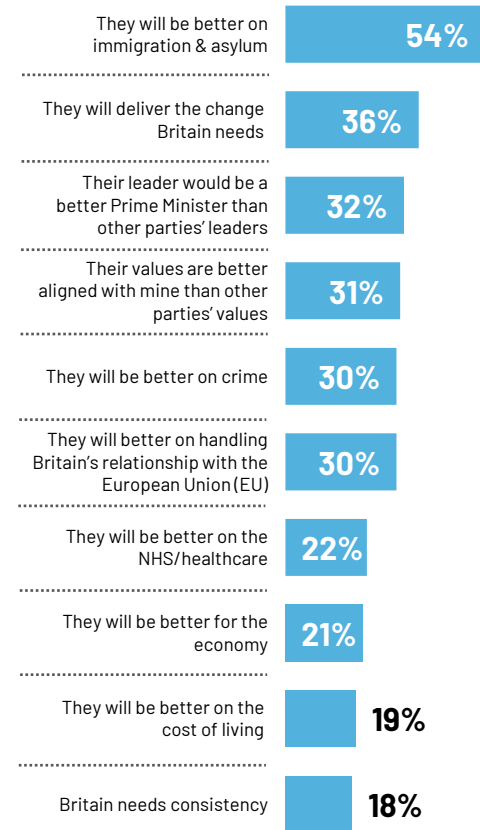 They will be better on
immigration & asylum
54%
They will deliver the change
Britain needs
36%
Their leader would be a
better Prime Minister than
other parties’ leaders
32%
Their values are better
aligned with mine than other
parties’ values
31%
They will be better on crime
30%
They will better on handling
Britain’s relationship with the
European Union (EU)
30%
They will be better on the
NHS/healthcare
22%
They will be better for the
economy
21%
They will be better on the
cost of living
19%
Britain needs consistency
18%